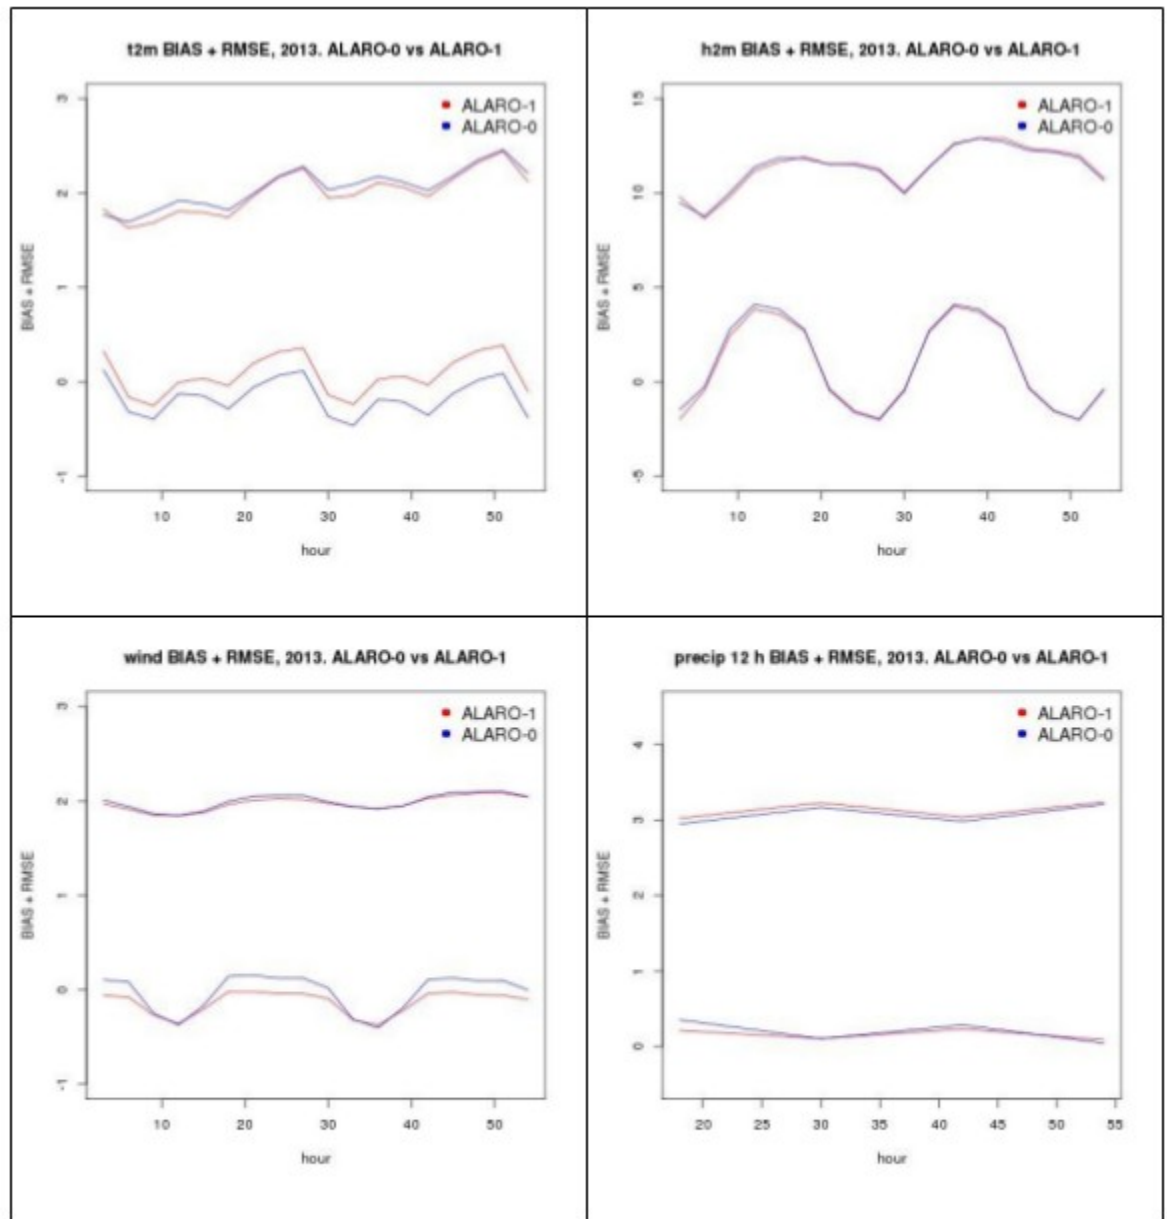 t2m BIAS + RMSE, 2013. ALARO-0 vs ALARO-1
ALARO-1
ALARO-0
BIAS + RMSE
3
2
1
0
-1
10 20 30 40 50
hour
h2m BIAS + RMSE, 2013. ALARO-0 vs ALARO-1
ALARO-1
ALARO-0
BIAS + RMSE
15
10
5
0
-5
10 20 30 40 50
hour
wind BIAS + RMSE, 2013. ALARO-0 vs ALARO-1
ALARO-1
ALARO-0
BIAS + RMSE
3
2
1
0
-1
10 20 30 40 50
hour
precip 12 h BIAS + RMSE, 2013. ALARO-0 vs ALARO-1
ALARO-1
ALARO-0
BIAS + RMSE
4
3
2
1
0
20 25 30 35 40 45 50 55
hour